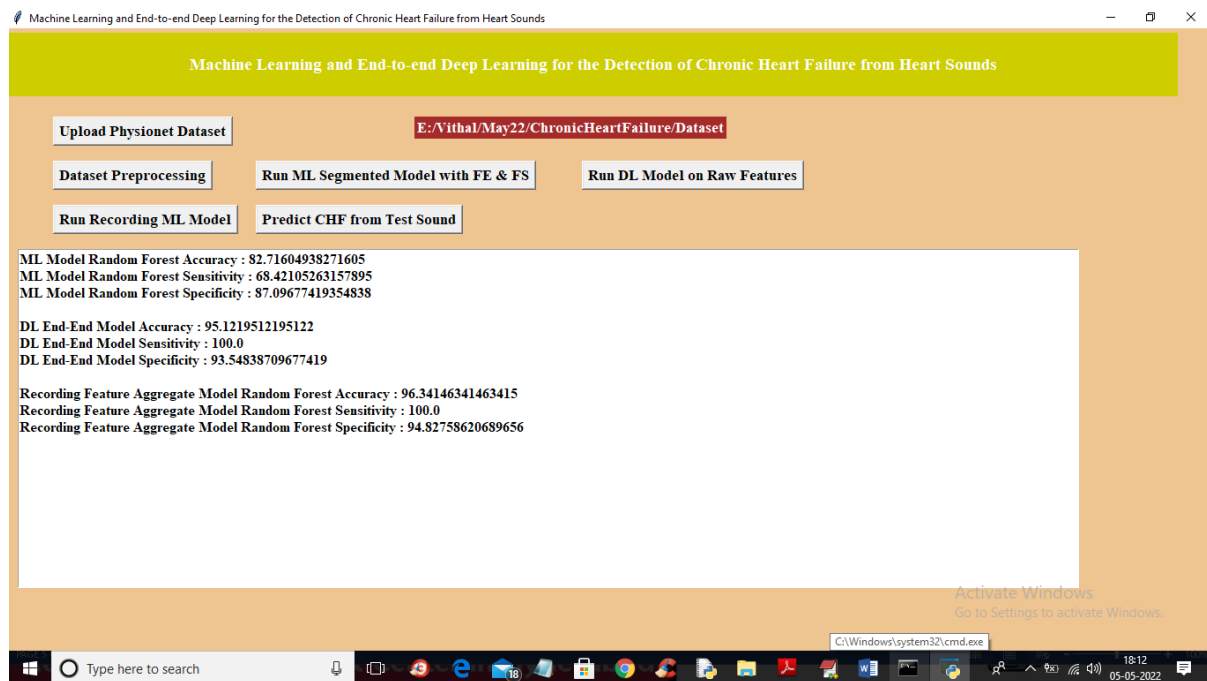 Machine Learning and End-to-end Deep Learning for the Detection of Chronic Heart Failure from Heart Sounds
Machine Learning and End-to-end Deep Learning for the Detection of Chronic Heart Failure from Heart Sounds
Upload Physionet Dataset
E:/Vithal/May22/ChronicHeartFailure/Dataset
Dataset Preprocessing
Run ML Segmented Model with FE & FS
Run DL Model on Raw Features
Run Recording ML Model
Predict CHF from Test Sound
ML Model Random Forest Accuracy : 82.71604938271605
ML Model Random Forest Sensitivity : 68.42105263157895
ML Model Random Forest Specificity : 87.09677419354838
DL End-End Model Accuracy : 95.1219512195122
DL End-End Model Sensitivity : 100.0
DL End-End Model Specificity : 93.54838709677419
Recording Feature Aggregate Model Random Forest Accuracy : 96.34146341463415
Recording Feature Aggregate Model Random Forest Sensitivity : 100.0
Recording Feature Aggregate Model Random Forest Specificity : 94.82758620689656
Activate Windows
Go to Settings to activate Windows.
C:\Windows\system32\cmd.exe
Type here to search
18
18:12
05-05-2022